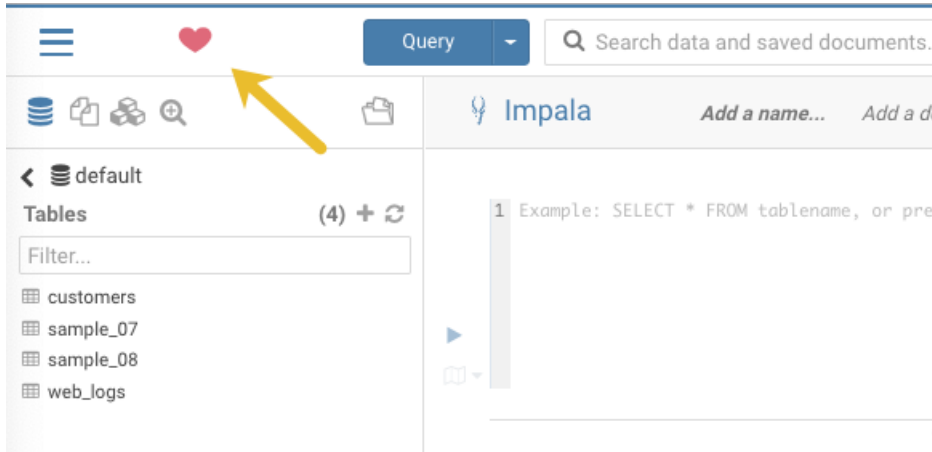 Query
Search data and saved documents.
Impala
Add a name...
Add a d
default
Tables (4)
Filter...
customers
sample_07
sample_08
web_logs
1 Example: SELECT * FROM tablename, or pre